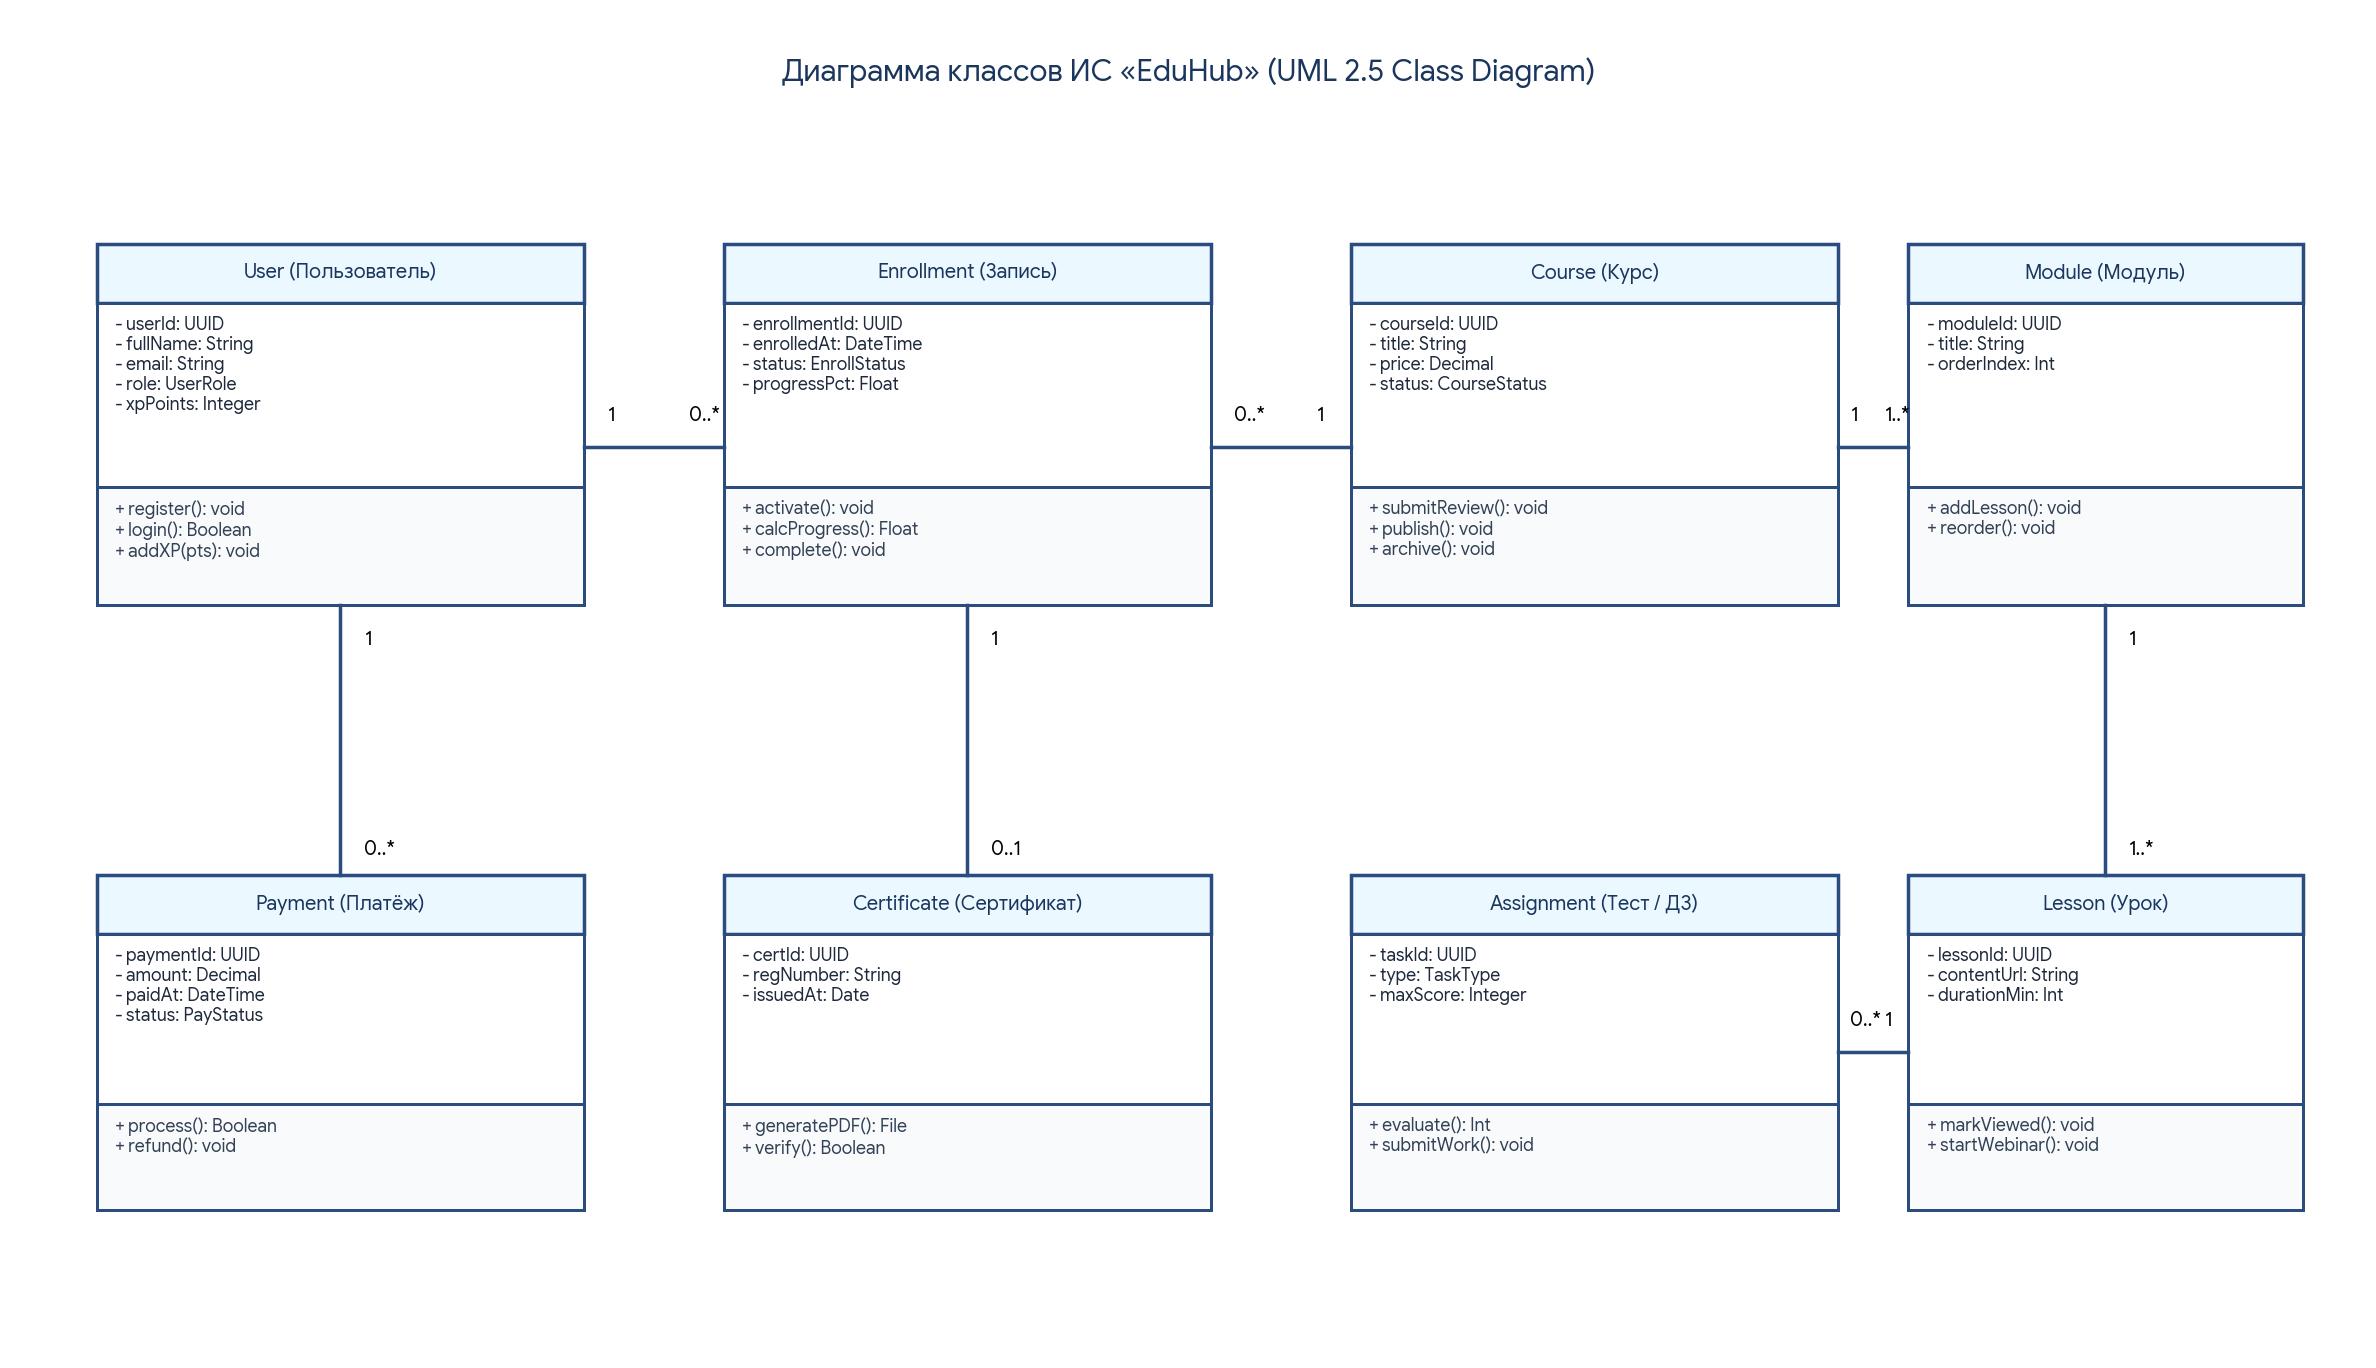 Диаграмма классов ИС «EduHub» (UML 2.5 Class Diagram)
User (Пользователь)
- userId: UUID
- fullName: String
- email: String
- role: UserRole
- xpPoints: Integer
+ register(): void
+ login(): Boolean
+ addXP(pts): void
1
0..*
Enrollment (Запись)
- enrollmentId: UUID
- enrolledAt: DateTime
- status: EnrollStatus
- progressPct: Float
+ activate(): void
+ calcProgress(): Float
+ complete(): void
0..*
1
Course (Курс)
- courseId: UUID
- title: String
- price: Decimal
- status: CourseStatus
+ submitReview(): void
+ publish(): void
+ archive(): void
1
1..*
Module (Модуль)
- moduleId: UUID
- title: String
- orderIndex: Int
+ addLesson(): void
+ reorder(): void
1
0..*
1
0..1
1
1..*
Payment (Платёж)
- paymentId: UUID
- amount: Decimal
- paidAt: DateTime
- status: PayStatus
+ process(): Boolean
+ refund(): void
Certificate (Сертификат)
- certId: UUID
- regNumber: String
- issuedAt: Date
+ generatePDF(): File
+ verify(): Boolean
Assignment (Тест / ДЗ)
- taskId: UUID
- type: TaskType
- maxScore: Integer
+ evaluate(): Int
+ submitWork(): void
0..*
1
Lesson (Урок)
- lessonId: UUID
- contentUrl: String
- durationMin: Int
+ markViewed(): void
+ startWebinar(): void